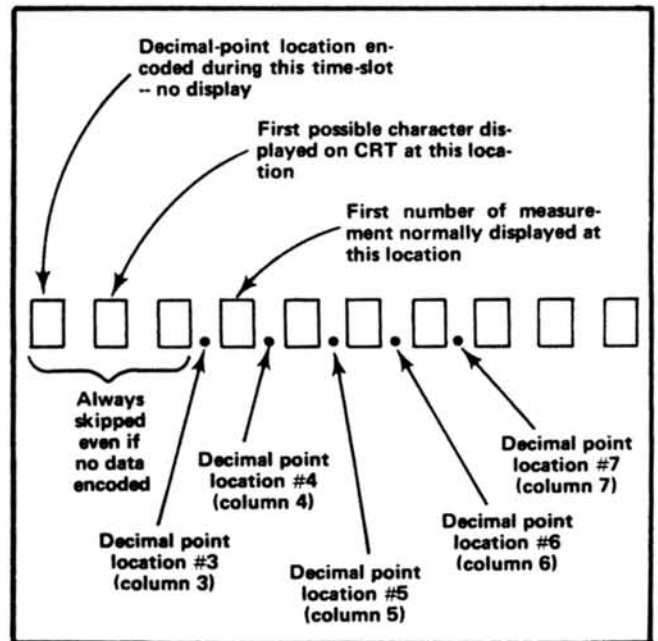 Decimal-point location en-
coded during this time-slot
-- no display
First possible character dis-
played on CRT at this loca-
tion
First number of measure-
ment normally displayed at
this location
Always
skipped
even if
no data
encoded
Decimal point
location #3
(column 3)
Decimal point
location #4
(column 4)
Decimal point
location #5
(column 5)
Decimal point
location #6
(column 6)
Decimal point
location #7
(column 7)